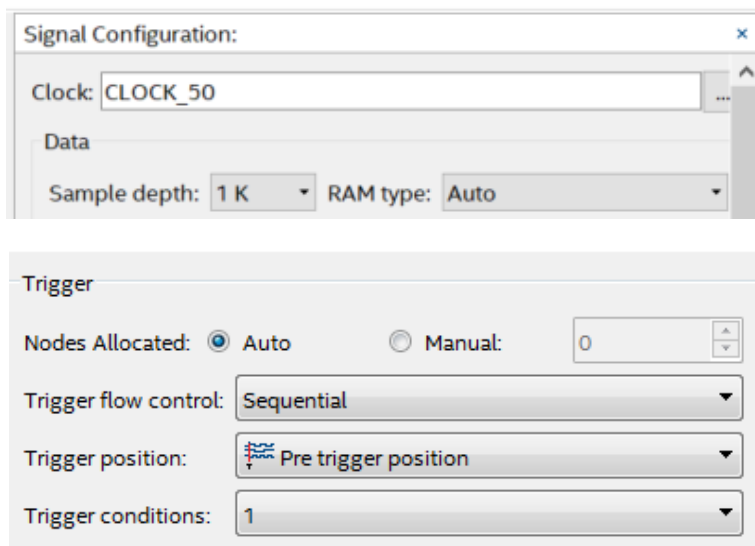 Signal Configuration: ×
Clock: CLOCK_50 ...
Data
Sample depth: 1 K RAM type: Auto
Trigger
Nodes Allocated: Auto Manual: 0
Trigger flow control: Sequential
Trigger position: Pre trigger position
Trigger conditions: 1